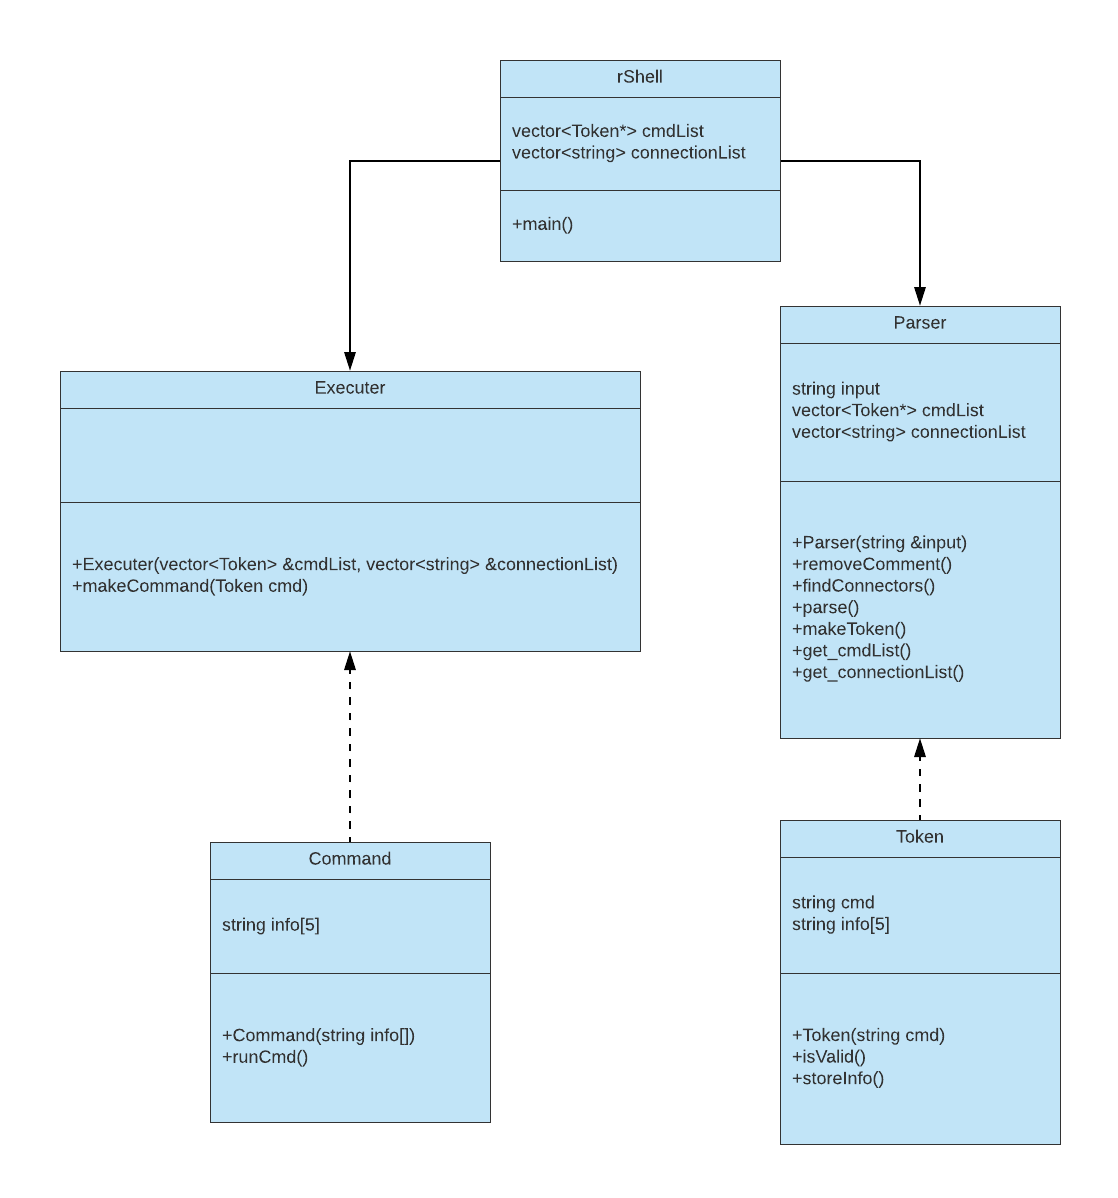 rShell
vector<Token*> cmdList
vector<string> connectionList
+main()
Executer
+Executer(vector<Token> &cmdList, vector<string> &connectionList)
+makeCommand(Token cmd)
Parser
string input
vector<Token*> cmdList
vector<string> connectionList
+Parser(string &input)
+removeComment()
+findConnectors()
+parse()
+makeToken()
+get_cmdList()
+get_connectionList()
Command
string info[5]
+Command(string info[])
+runCmd()
Token
string cmd
string info[5]
+Token(string cmd)
+isValid()
+storeInfo()